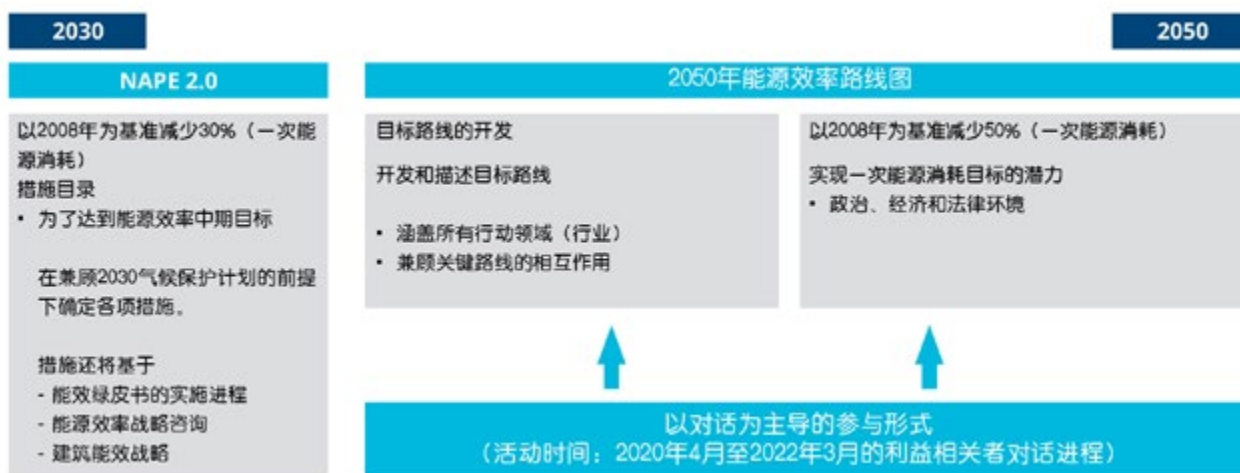 2030
2050
NAPE 2.0
2050年能源效率路线图
以2008年为基准减少30%（一次能
源消耗）
措施目录
• 为了达到能源效率中期目标
在兼顾2030气候保护计划的前提
下确定各项措施。
措施还将基于
- 能效绿皮书的实施进程
- 能源效率战略咨询
- 建筑能效战略
目标路线的开发
开发和描述目标路线
• 涵盖所有行动领域（行业）
• 兼顾关键路线的相互作用
以2008年为基准减少50%（一次能源消耗）
实现一次能源消耗目标的潜力
• 政治、经济和法律环境
以对话为主导的参与形式
（活动时间：2020年4月至2022年3月的利益相关者对话进程）